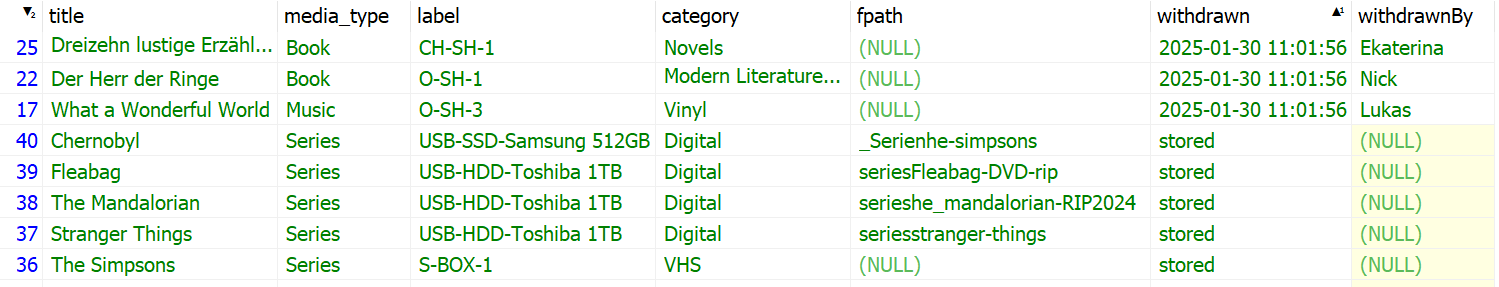 ▼2 title media_type label category fpath withdrawn ▲1 withdrawnBy
25 Dreizehn lustige Erzähl... Book CH-SH-1 Novels (NULL) 2025-01-30 11:01:56 Ekaterina
22 Der Herr der Ringe Book O-SH-1 Modern Literature... (NULL) 2025-01-30 11:01:56 Nick
17 What a Wonderful World Music O-SH-3 Vinyl (NULL) 2025-01-30 11:01:56 Lukas
40 Chernobyl Series USB-SSD-Samsung 512GB Digital _Serienhe-simpsons stored (NULL)
39 Fleabag Series USB-HDD-Toshiba 1TB Digital seriesFleabag-DVD-rip stored (NULL)
38 The Mandalorian Series USB-HDD-Toshiba 1TB Digital serieshe_mandalorian-RIP2024 stored (NULL)
37 Stranger Things Series USB-HDD-Toshiba 1TB Digital seriesstranger-things stored (NULL)
36 The Simpsons Series S-BOX-1 VHS (NULL) stored (NULL)